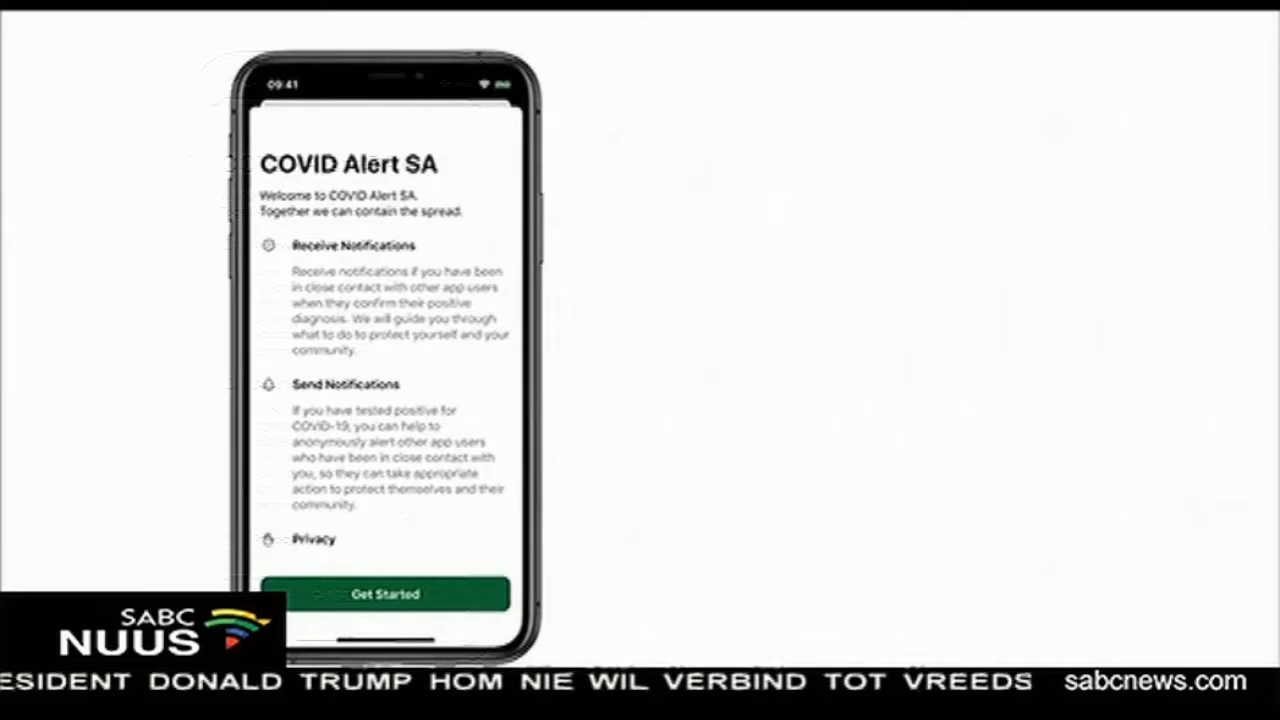 09:41
COVID Alert SA
Welcome to COVID Alert SA.
Together we can contain the spread.
Receive Notifications
Receive notifications if you have been
in close contact with other app users
when they confirm their positive
diagnosis. We will guide you through
what to do to protect yourself and your
community.
Send Notifications
If you have tested positive for
COVID-19, you can help to
anonymously alert other app users
who have been in close contact with
you, so they can take appropriate
action to protect themselves and their
community.
Privacy
Get Started
SABC
NUUS
ESIDENT DONALD TRUMP HOM NIE WIL VERBIND TOT VREEDS
sabcnews.com